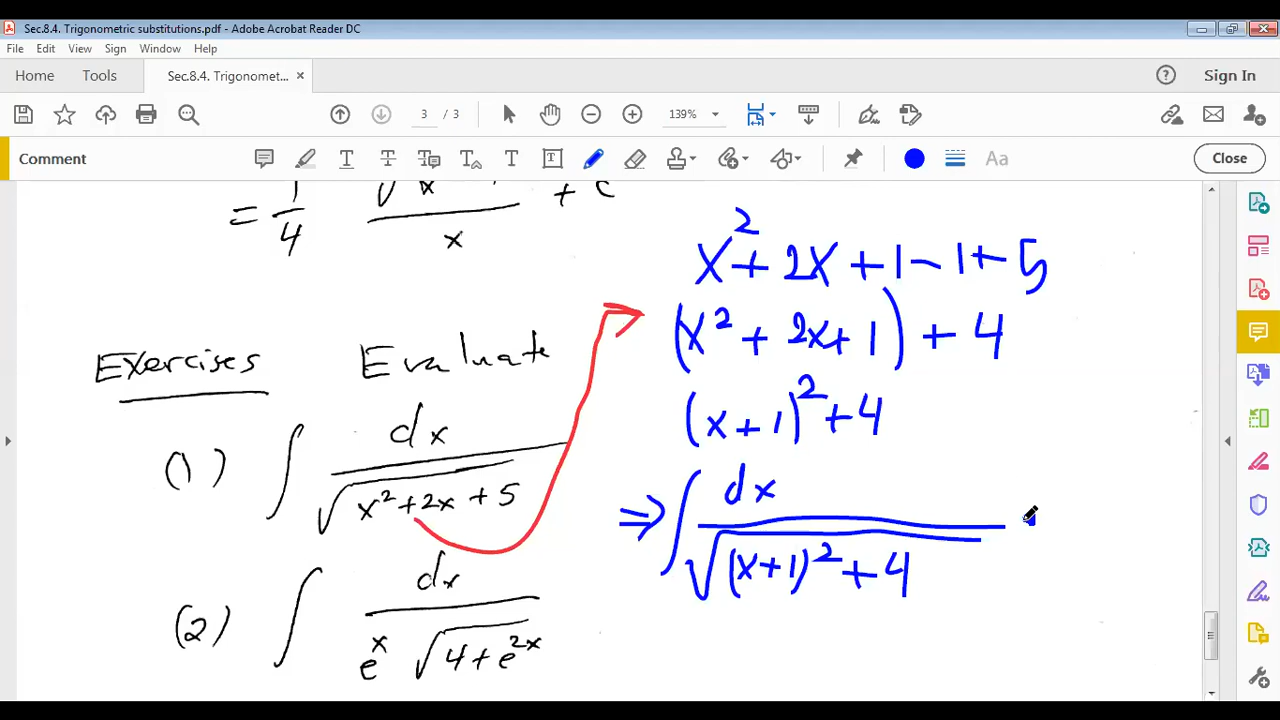 Sec.8.4. Trigonometric substitutions.pdf - Adobe Acrobat Reader DC
File Edit View Sign Window Help
Home Tools Sec.8.4. Trigonomet... × Sign In
3 / 3 139%
Comment Close
= 1/4 √x / x + C
Exercises Evaluate
(1) ∫ dx / √(x² + 2x + 5)
(2) ∫ dx / (e^x √(4 + e^2x))
x² + 2x + 1 - 1 + 5
(x² + 2x + 1) + 4
(x + 1)² + 4
⇒ ∫ dx / √((x+1)² + 4)